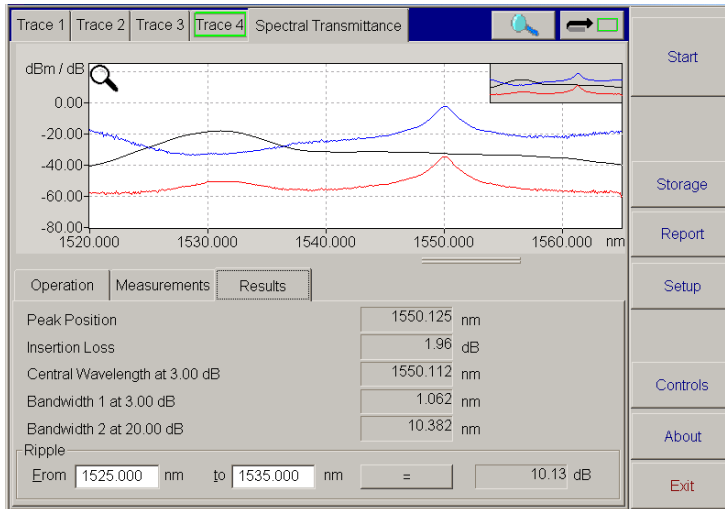 Trace 1 Trace 2 Trace 3 Trace 4 Spectral Transmittance
Start
dBm / dB
0.00
-20.00
-40.00
-60.00
-80.00
1520.000 1530.000 1540.000 1550.000 1560.000 nm
Storage
Report
Setup
Controls
About
Exit
Operation Measurements Results
Peak Position 1550.125 nm
Insertion Loss 1.96 dB
Central Wavelength at 3.00 dB 1550.112 nm
Bandwidth 1 at 3.00 dB 1.062 nm
Bandwidth 2 at 20.00 dB 10.382 nm
Ripple
From 1525.000 nm to 1535.000 nm = 10.13 dB